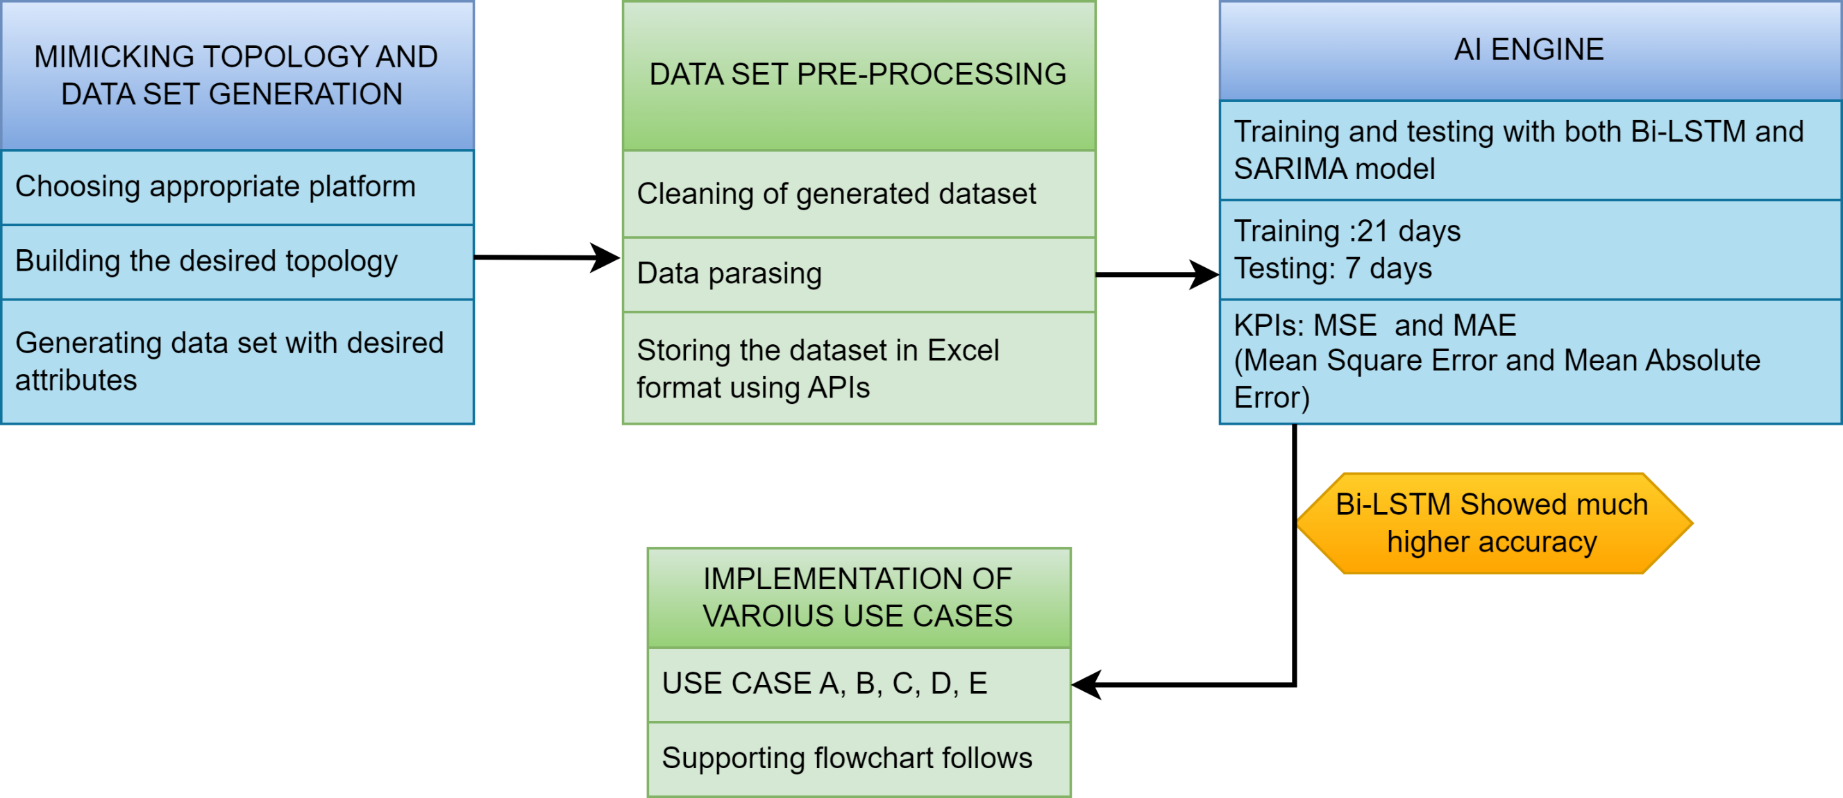 MIMICKING TOPOLOGY AND
DATA SET GENERATION
Choosing appropriate platform
Building the desired topology
Generating data set with desired
attributes
DATA SET PRE-PROCESSING
Cleaning of generated dataset
Data parasing
Storing the dataset in Excel
format using APIs
AI ENGINE
Training and testing with both Bi-LSTM and
SARIMA model
Training :21 days
Testing: 7 days
KPIs: MSE  and MAE
(Mean Square Error and Mean Absolute
Error)
Bi-LSTM Showed much
higher accuracy
IMPLEMENTATION OF
VAROIUS USE CASES
USE CASE A, B, C, D, E
Supporting flowchart follows